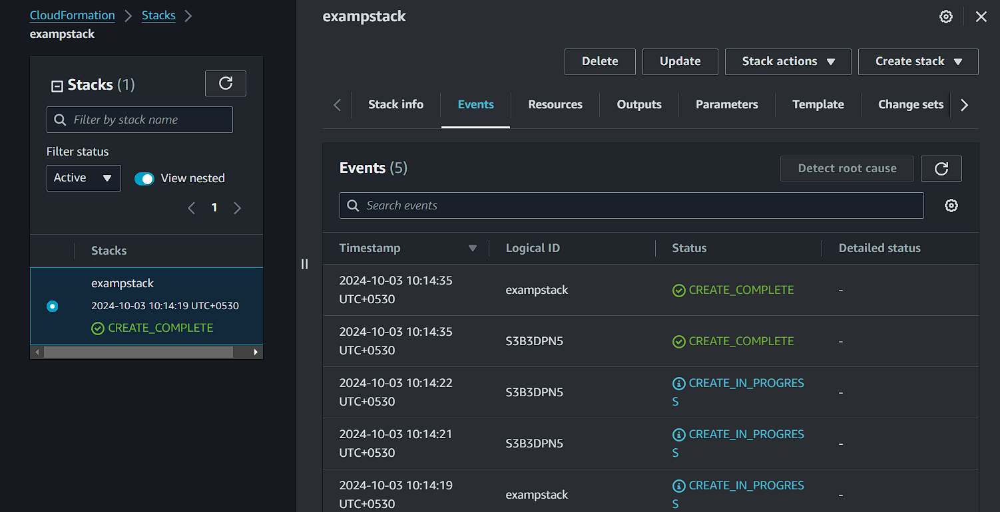 CloudFormation > Stacks >
exampstack
Stacks (1)
Filter by stack name
Filter status
Active
View nested
1
Stacks
exampstack
2024-10-03 10:14:19 UTC+0530
CREATE_COMPLETE
exampstack
Delete Update Stack actions Create stack
Stack info Events Resources Outputs Parameters Template Change sets
Events (5)
Detect root cause
Search events
Timestamp Logical ID Status Detailed status
2024-10-03 10:14:35
UTC+0530
exampstack
CREATE_COMPLETE
-
2024-10-03 10:14:35
UTC+0530
S3B3DPN5
CREATE_COMPLETE
-
2024-10-03 10:14:22
UTC+0530
S3B3DPN5
CREATE_IN_PROGRES
S
-
2024-10-03 10:14:21
UTC+0530
S3B3DPN5
CREATE_IN_PROGRES
S
-
2024-10-03 10:14:19
UTC+0530
exampstack
CREATE_IN_PROGRES
S
-